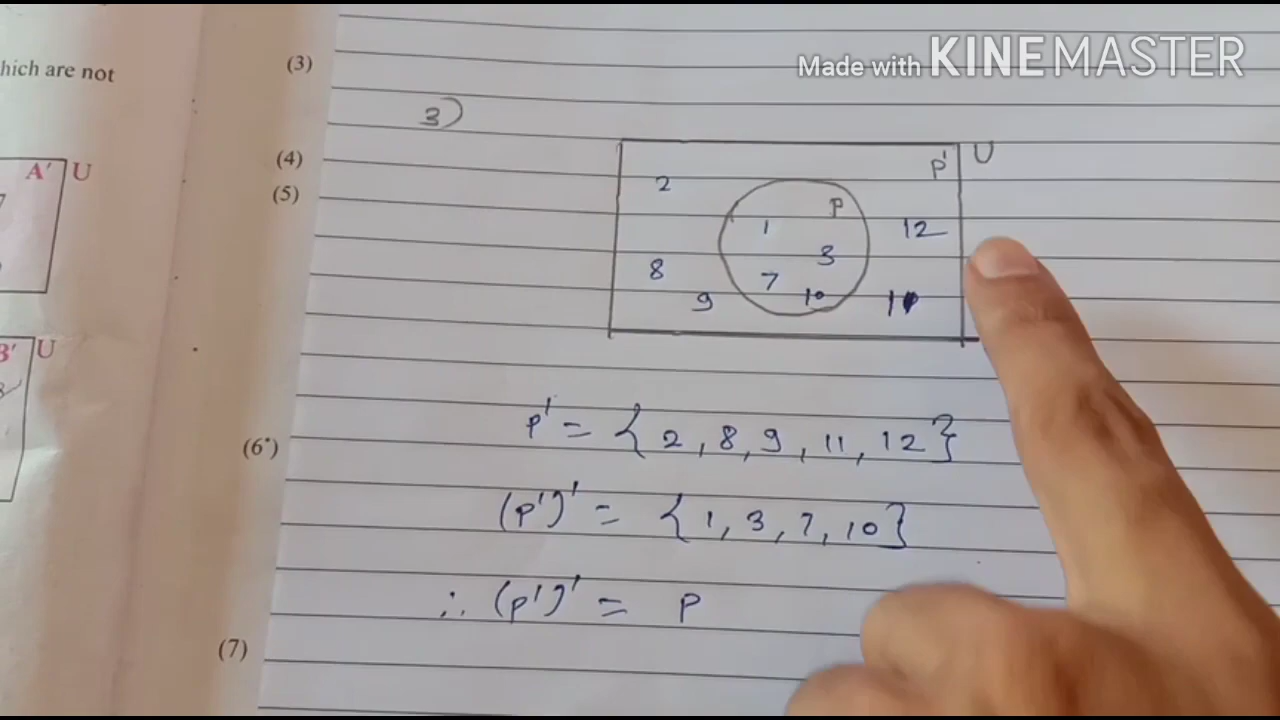 Made with KINEMASTER
hich are not
(3)
3)
(4)
(5)
A' U
P' U
2
P
1
12
3
8
7
9
10
11
B' U
P' = { 2, 8, 9, 11, 12 }
(6*)
(P')' = { 1, 3, 7, 10 }
∴ (P')' = P
(7)